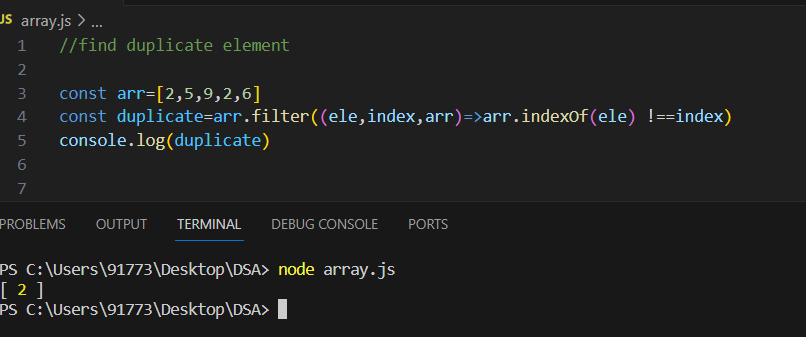 JS array.js > ...
1 //find duplicate element
2
3 const arr=[2,5,9,2,6]
4 const duplicate=arr.filter((ele,index,arr)=>arr.indexOf(ele) !==index)
5 console.log(duplicate)
6
7
PROBLEMS OUTPUT TERMINAL DEBUG CONSOLE PORTS
PS C:\Users\91773\Desktop\DSA> node array.js
[ 2 ]
PS C:\Users\91773\Desktop\DSA>